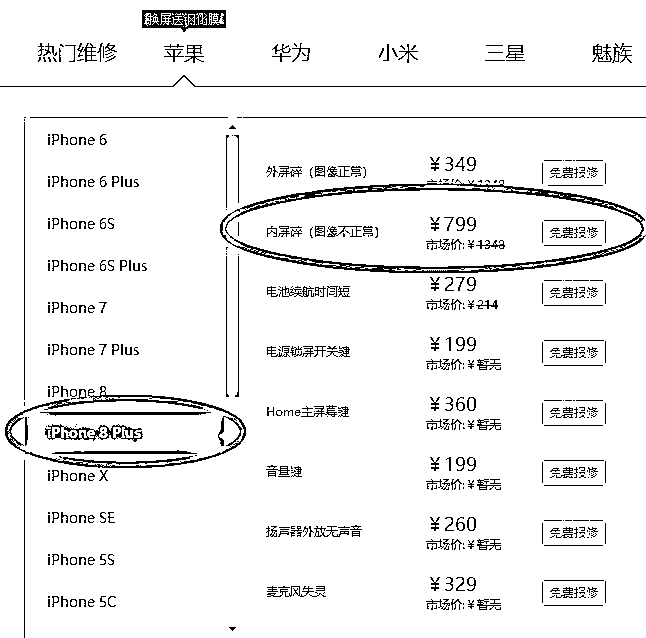 换屏送钢化膜
热门维修 苹果 华为 小米 三星 魅族
iPhone 6
iPhone 6 Plus
iPhone 6S
iPhone 6S Plus
iPhone 7
iPhone 7 Plus
iPhone 8
iPhone 8 Plus
iPhone X
iPhone SE
iPhone 5S
iPhone 5C
外屏碎（图像正常） ￥349 免费报修
市场价:￥1343
内屏碎（图像不正常） ￥799 免费报修
市场价:￥1343
电池续航时间短 ￥279 免费报修
市场价:￥214
电源锁屏开关键 ￥199 免费报修
市场价:￥暂无
Home主屏幕键 ￥360 免费报修
市场价:￥暂无
音量键 ￥199 免费报修
市场价:￥暂无
扬声器外放无声音 ￥260 免费报修
市场价:￥暂无
麦克风失灵 ￥329 免费报修
市场价:￥暂无